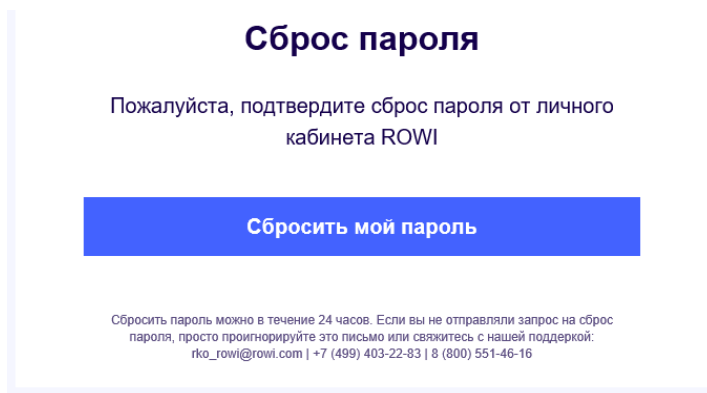 Сброс пароля
Пожалуйста, подтвердите сброс пароля от личного
кабинета ROWI
Сбросить мой пароль
Сбросить пароль можно в течение 24 часов. Если вы не отправляли запрос на сброс
пароля, просто проигнорируйте это письмо или свяжитесь с нашей поддеркой:
rko_rowi@rowi.com | +7 (499) 403-22-83 | 8 (800) 551-46-16